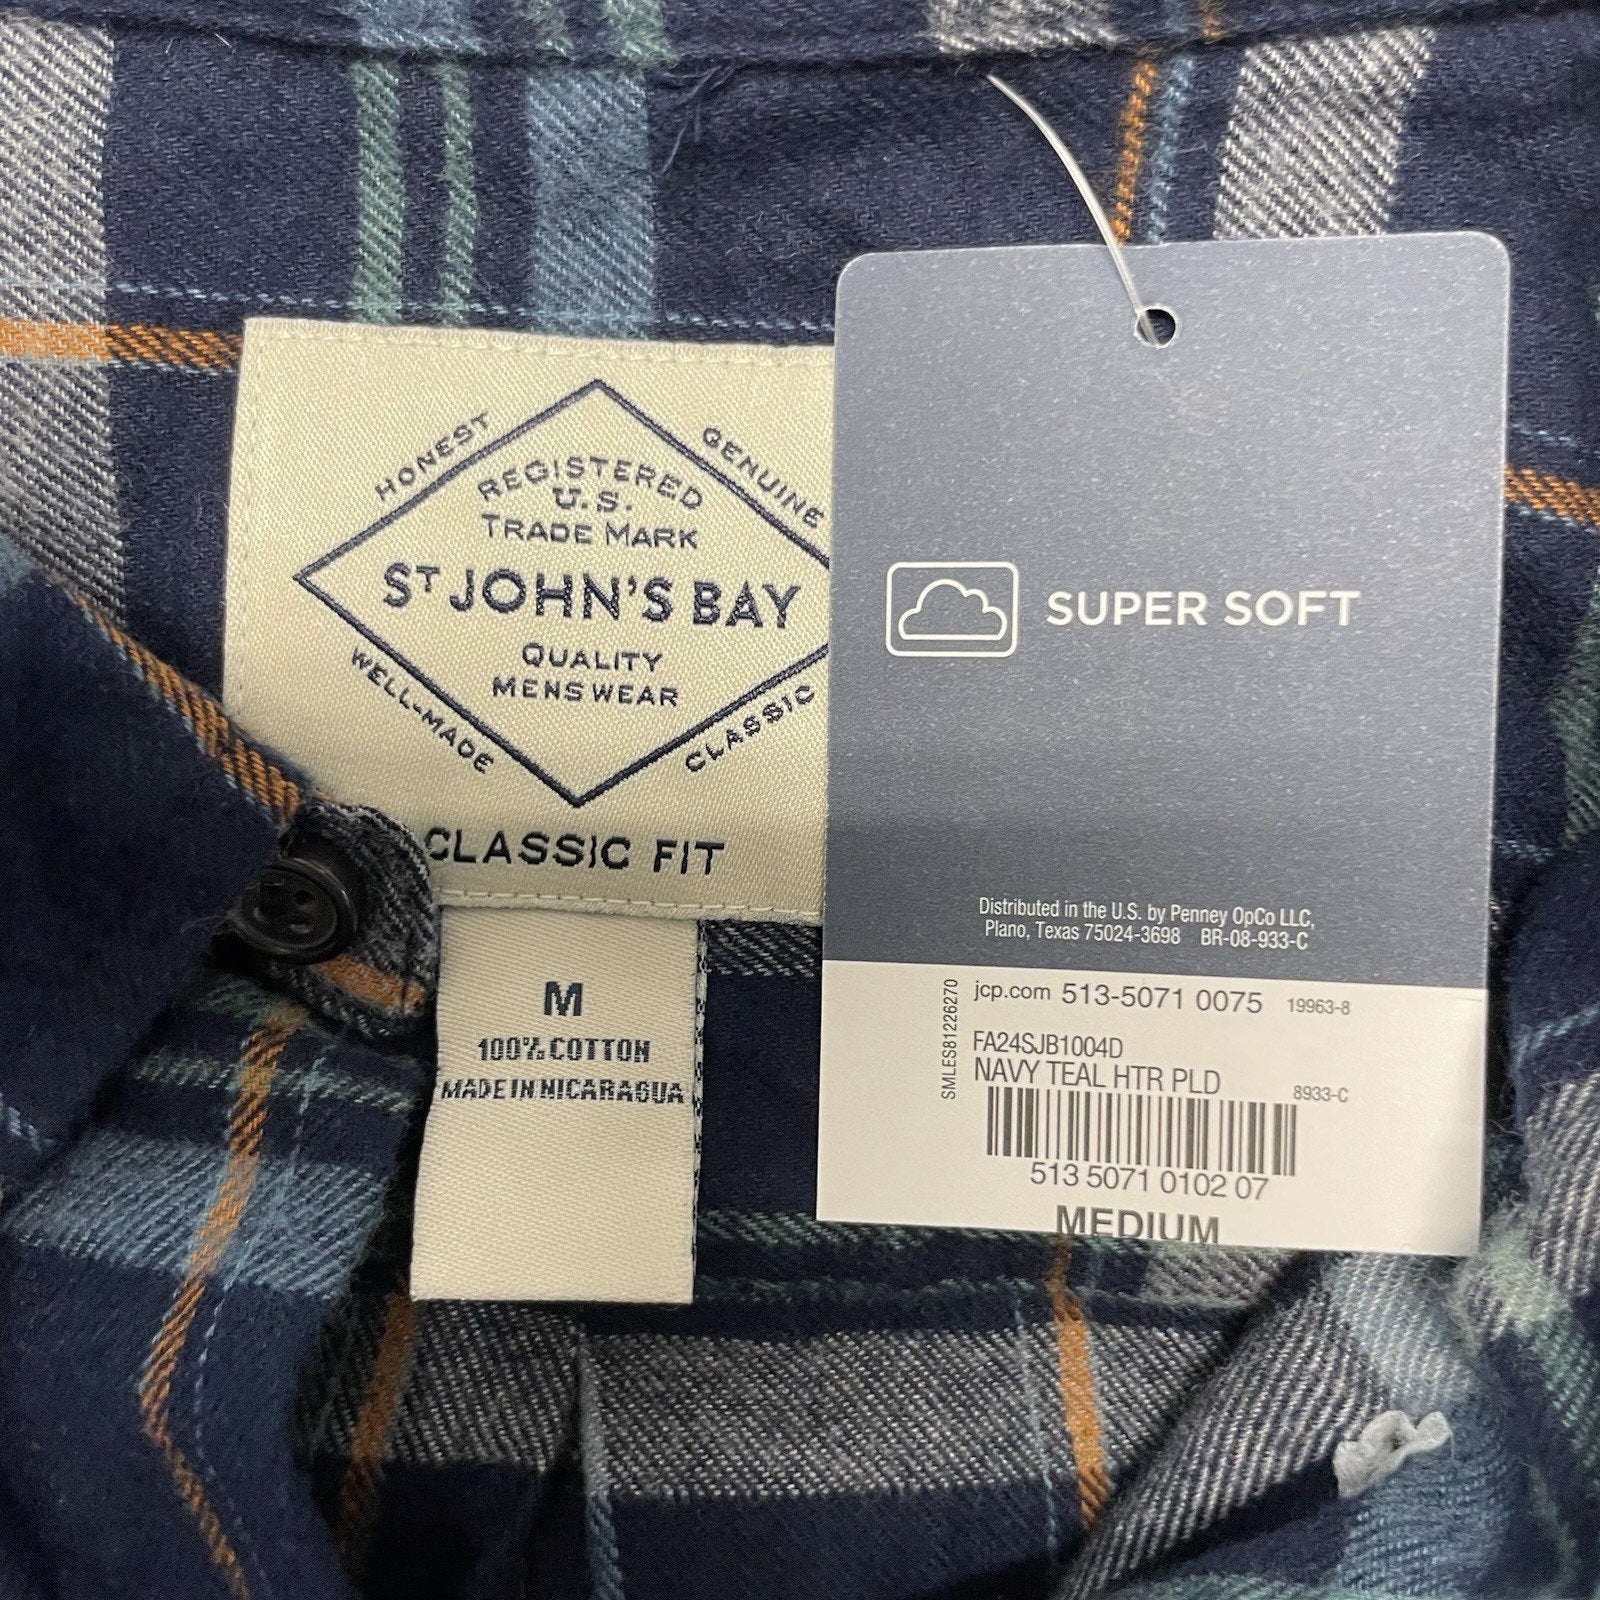 HONEST
GENUINE
REGISTERED
U.S.
TRADE MARK
ST JOHN'S BAY
QUALITY
MENSWEAR
WELL-MADE
CLASSIC
CLASSIC FIT
M
100% COTTON
MADE IN NICARAGUA
SUPER SOFT
Distributed in the U.S. by Penney OpCo LLC,
Plano, Texas 75024-3698 BR-08-933-C
SMLES81226270
jcp.com 513-5071 0075 19963-8
FA24SJB1004D
NAVY TEAL HTR PLD 8933-C
513 5071 0102 07
MEDIUM